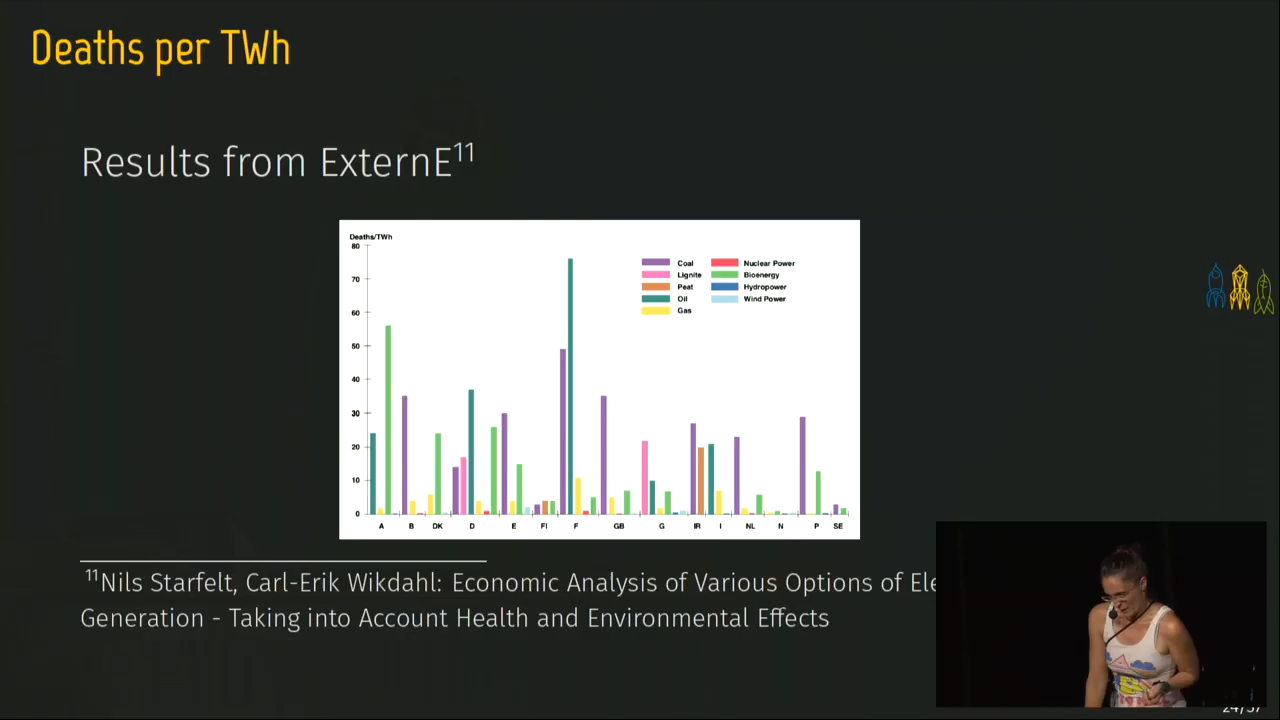 Deaths per TWh
Results from ExternE11
Deaths/TWh
80
70
60
50
40
30
20
10
0
Coal
Lignite
Peat
Oil
Gas
Nuclear Power
Bioenergy
Hydropower
Wind Power
A B DK D E FI F GB G IR I NL N P SE
11Nils Starfelt, Carl-Erik Wikdahl: Economic Analysis of Various Options of
Generation - Taking into Account Health and Environmental Effects